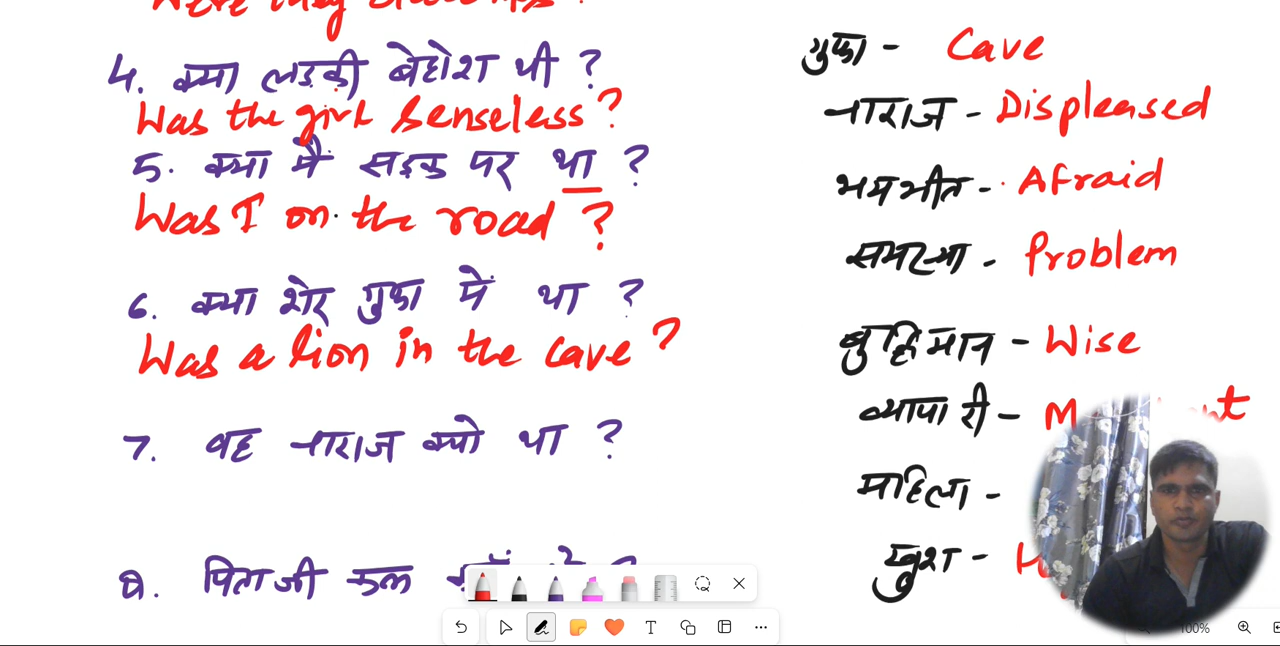 4. क्या लड़की बेहोश थी ?
Was the girl Senseless ?
5. क्या मैं सड़क पर था ?
Was I on the road ?
6. क्या शेर गुफा में था ?
Was a lion in the cave ?
7. वह नाराज क्यो था ?
8. पिताजी कल
गुफा - Cave
नाराज - Displeased
भयभीत - Afraid
समस्या - Problem
बुद्धिमान - Wise
व्यापारी -
महिला -
खुश -
100%